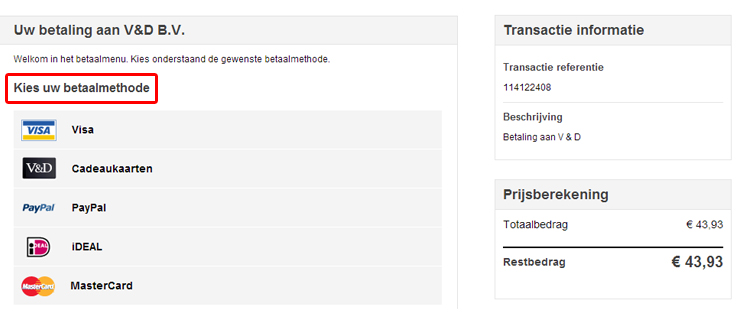 Uw betaling aan V&D B.V.
Welkom in het betaalmenu. Kies onderstaand de gewenste betaalmethode.
Kies uw betaalmethode
VISA Visa
V&D Cadeaukaarten
PayPal PayPal
iDEAL iDEAL
MasterCard MasterCard
Transactie informatie
Transactie referentie
114122408
Beschrijving
Betaling aan V & D
Prijsberekening
Totaalbedrag € 43,93
Restbedrag € 43,93